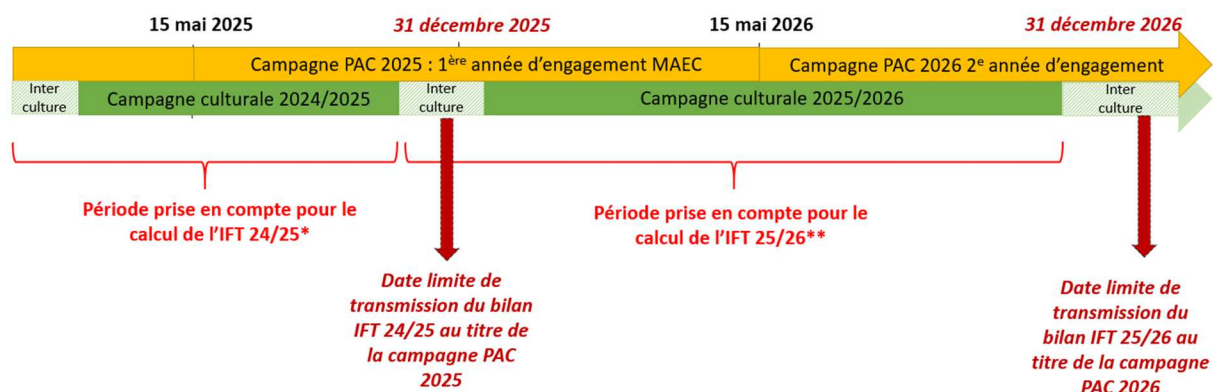 15 mai 2025
31 décembre 2025
15 mai 2026
31 décembre 2026
Campagne PAC 2025 : 1ère année d’engagement MAEC
Campagne PAC 2026 2e année d’engagement
Inter
culture
Campagne culturale 2024/2025
Inter
culture
Campagne culturale 2025/2026
Inter
culture
Période prise en compte pour le
calcul de l’IFT 24/25*
Période prise en compte pour le
calcul de l’IFT 25/26**
Date limite de
transmission du bilan
IFT 24/25 au titre de
la campagne PAC
2025
Date limite de
transmission du
bilan IFT 25/26 au
titre de la campagne
PAC 2026